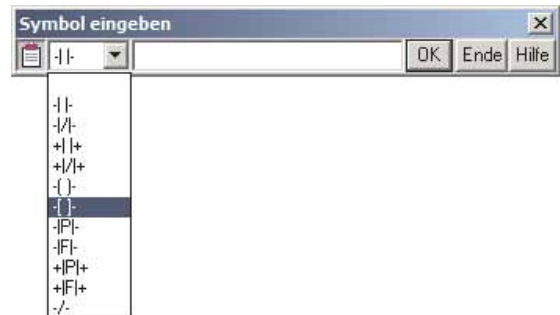 Symbol eingeben
-| |- OK Ende Hilfe
-| |-
-|/|-
+| |+
+|/|+
-( )-
-[ ]-
-|P|-
-|F|-
+|P|+
+|F|+
-/-